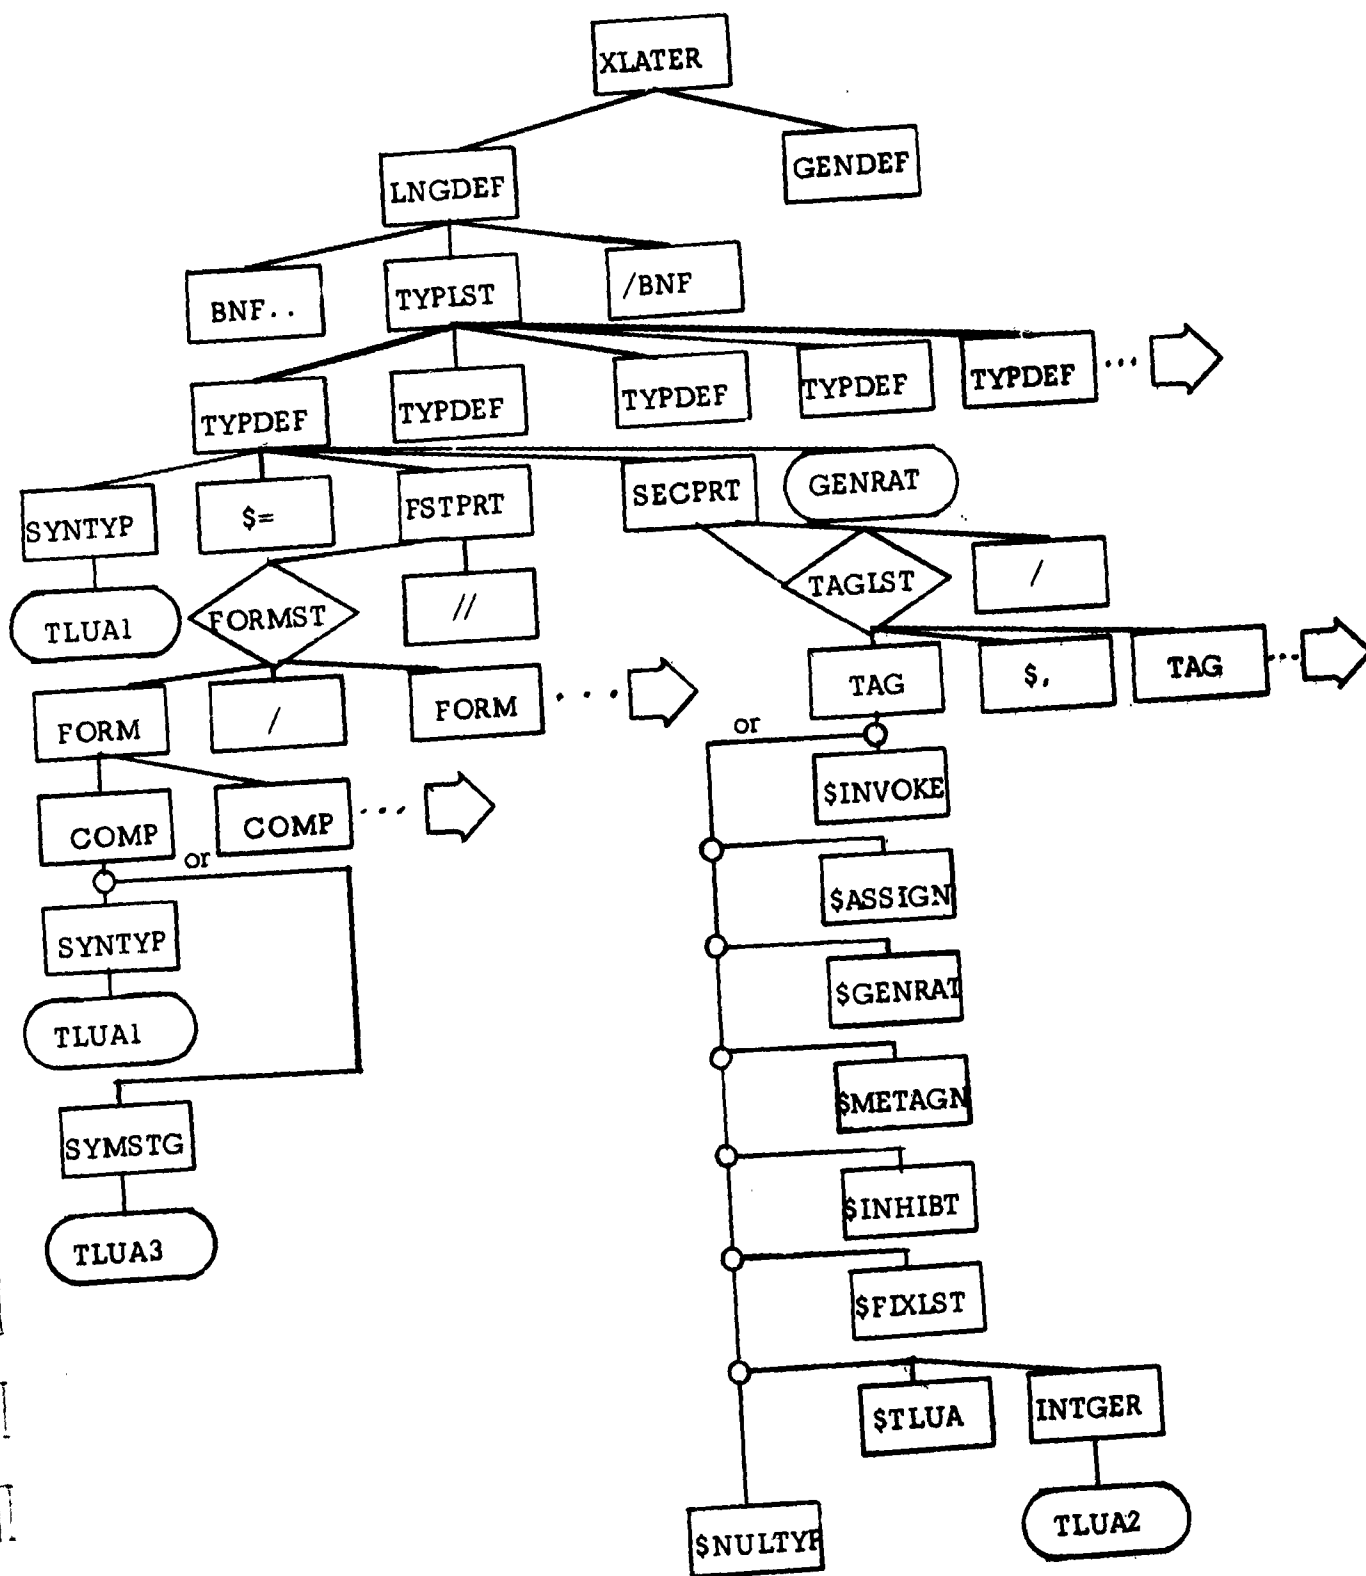 XLATER
LNGDEF
GENDEF
BNF..
TYPLST
/BNF
TYPDEF
TYPDEF
TYPDEF
TYPDEF
TYPDEF
...
SYNTYP
$=
FSTPRT
SECPRT
GENRAT
TLUA1
FORMST
//
TAGLST
/
FORM
/
FORM
...
TAG
$,
TAG
...
or
COMP
COMP
...
$INVOKE
or
SYNTYP
$ASSIGN
TLUA1
$GENRAT
SYMSTG
$METAGN
TLUA3
$INHIBT
$FIXLST
$TLUA
INTGER
$NULTYP
TLUA2